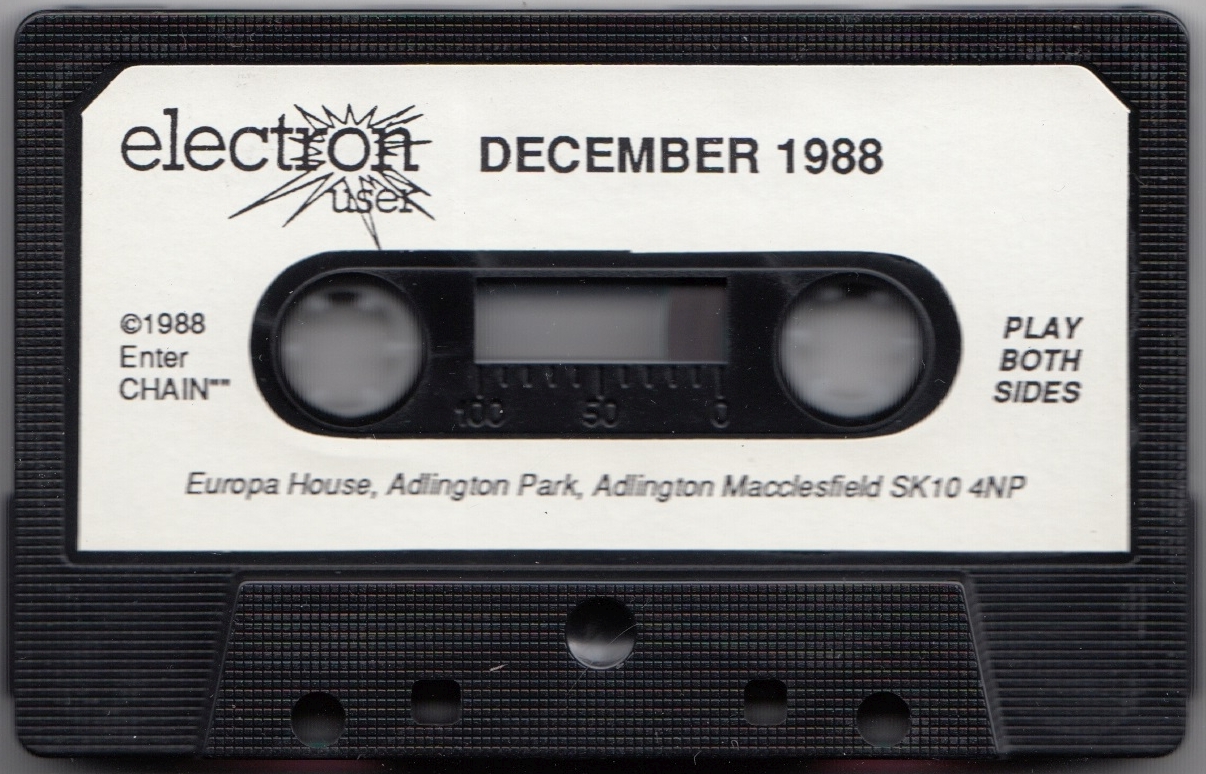 electron user DECEMBER 1988
©1988
Enter
CHAIN""
PLAY
BOTH
SIDES
100 50 0
Europa House, Adlington Park, Adlington Macclesfield SK10 4NP